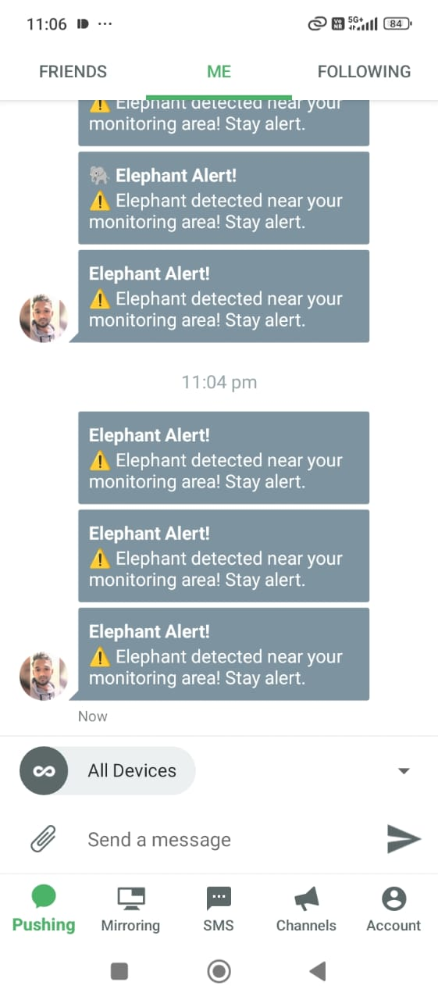 11:06
Vo NR 5G+ 84
FRIENDS ME FOLLOWING
⚠️ Elephant detected near your
monitoring area! Stay alert.
🐘 Elephant Alert!
⚠️ Elephant detected near your
monitoring area! Stay alert.
Elephant Alert!
⚠️ Elephant detected near your
monitoring area! Stay alert.
11:04 pm
Elephant Alert!
⚠️ Elephant detected near your
monitoring area! Stay alert.
Elephant Alert!
⚠️ Elephant detected near your
monitoring area! Stay alert.
Elephant Alert!
⚠️ Elephant detected near your
monitoring area! Stay alert.
Now
All Devices
Send a message
Pushing Mirroring SMS Channels Account